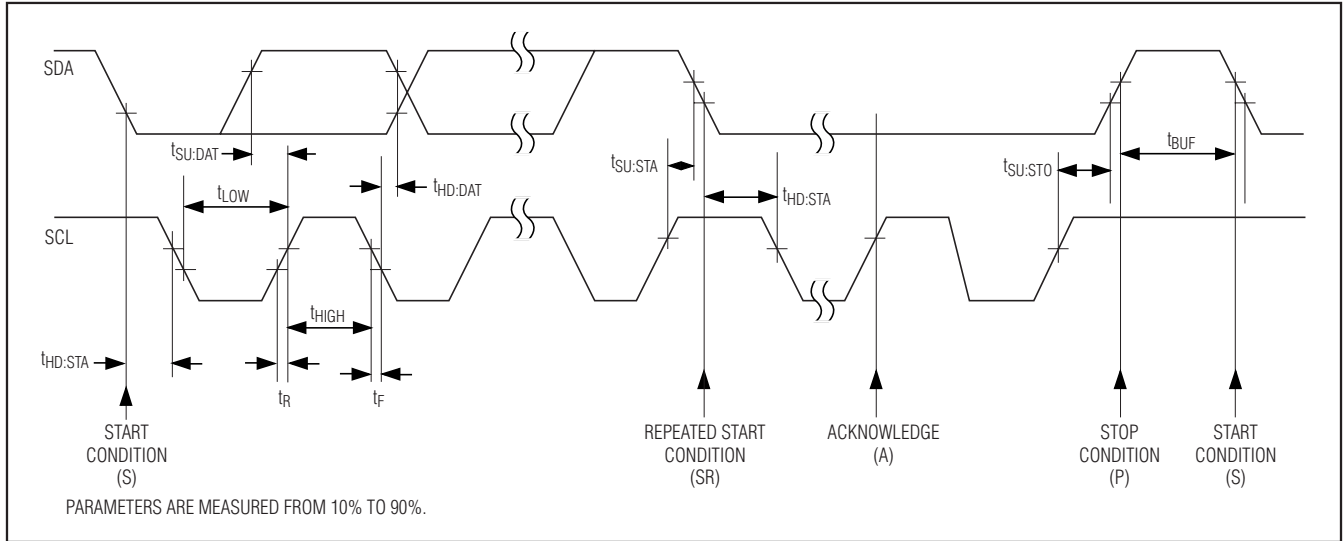 SDA
tSU:DAT
tLOW
tHD:DAT
tSU:STA
tHD:STA
tSU:STO
tBUF
SCL
tHIGH
tHD:STA
tR
tF
START
CONDITION
(S)
REPEATED START
CONDITION
(SR)
ACKNOWLEDGE
(A)
STOP
CONDITION
(P)
START
CONDITION
(S)
PARAMETERS ARE MEASURED FROM 10% TO 90%.